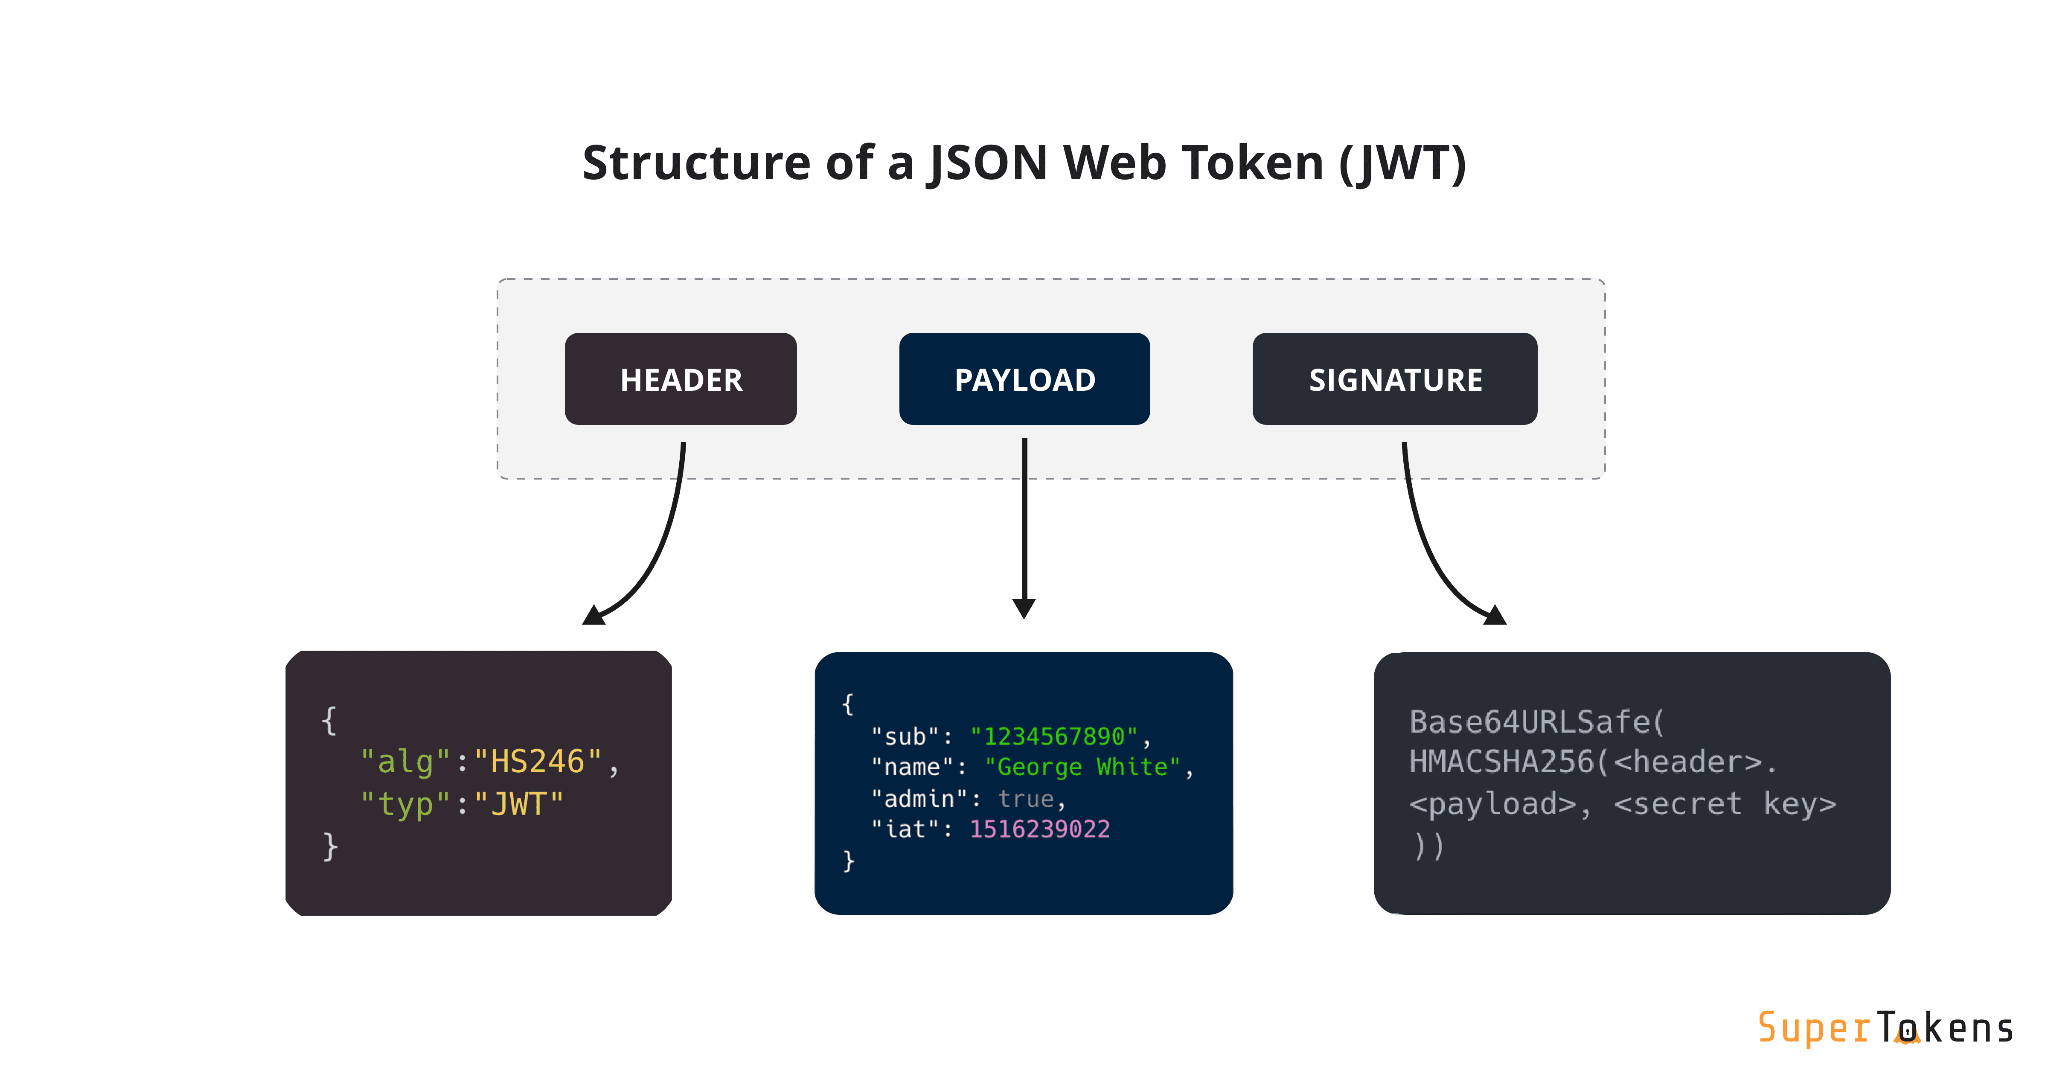 Structure of a JSON Web Token (JWT)
HEADER
PAYLOAD
SIGNATURE
{
"alg":"HS246",
"typ":"JWT"
}
{
"sub": "1234567890",
"name": "George White",
"admin": true,
"iat": 1516239022
}
Base64URLSafe(
HMACSHA256(<header>.
<payload>, <secret key>
))
SuperTokens